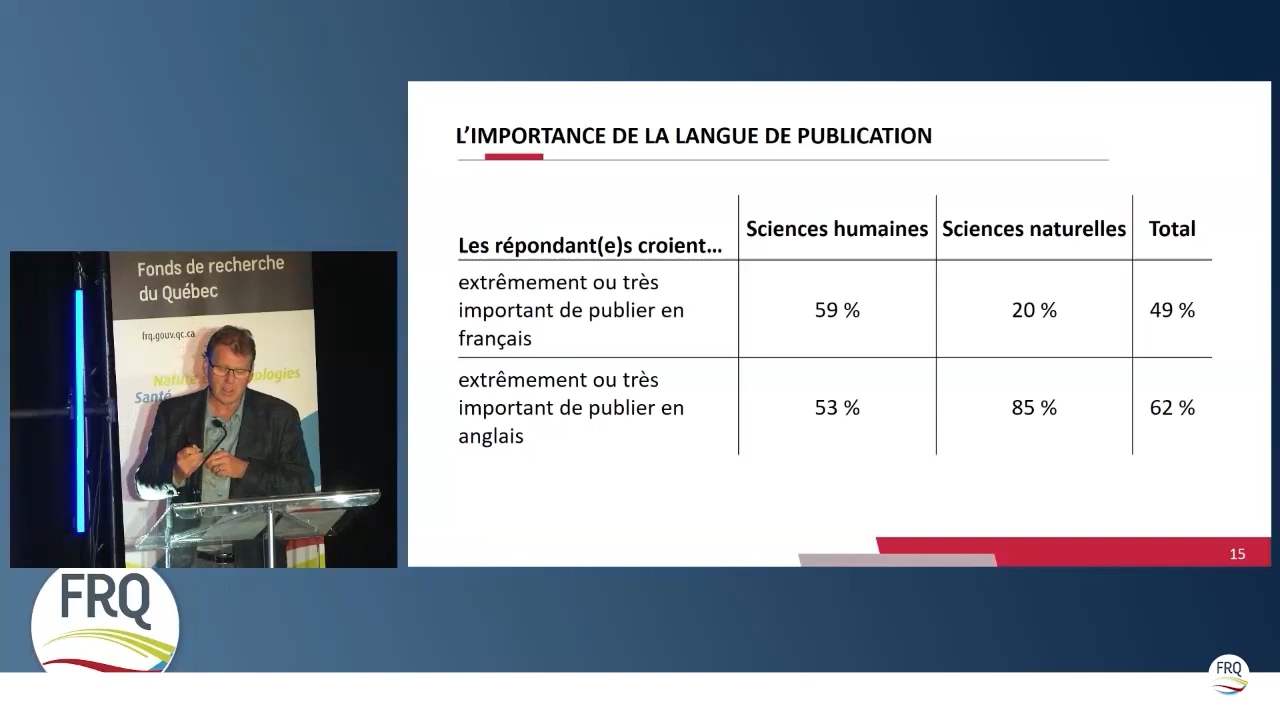 L'IMPORTANCE DE LA LANGUE DE PUBLICATION
Sciences humaines Sciences naturelles Total
Les répondant(e)s croient…
extrêmement ou très
important de publier en
français
59 % 20 % 49 %
extrêmement ou très
important de publier en
anglais
53 % 85 % 62 %
15
Fonds de recherche
du Québec
frq.gouv.qc.ca
Santé
FRQ
FRQ